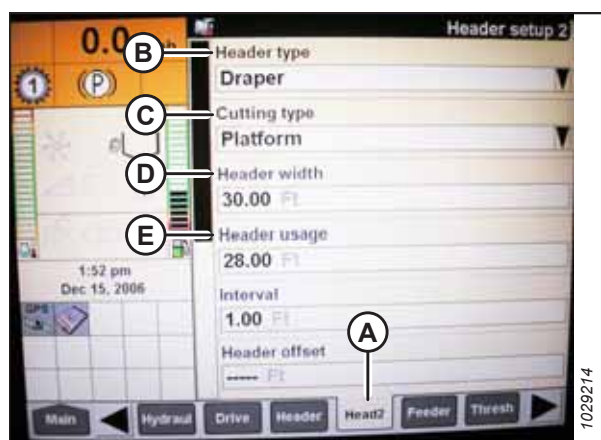 0.0
Header setup 2
B
Header type
Draper
1
(P)
C
Cutting type
Platform
D
Header width
30.00 Ft
E
Header usage
28.00 Ft
1:52 pm
Dec 15, 2006
GPS
Interval
1.00 Ft
A
Header offset
----- Ft
Main
Hydraul
Drive
Header
Head2
Feeder
Thresh
1029214